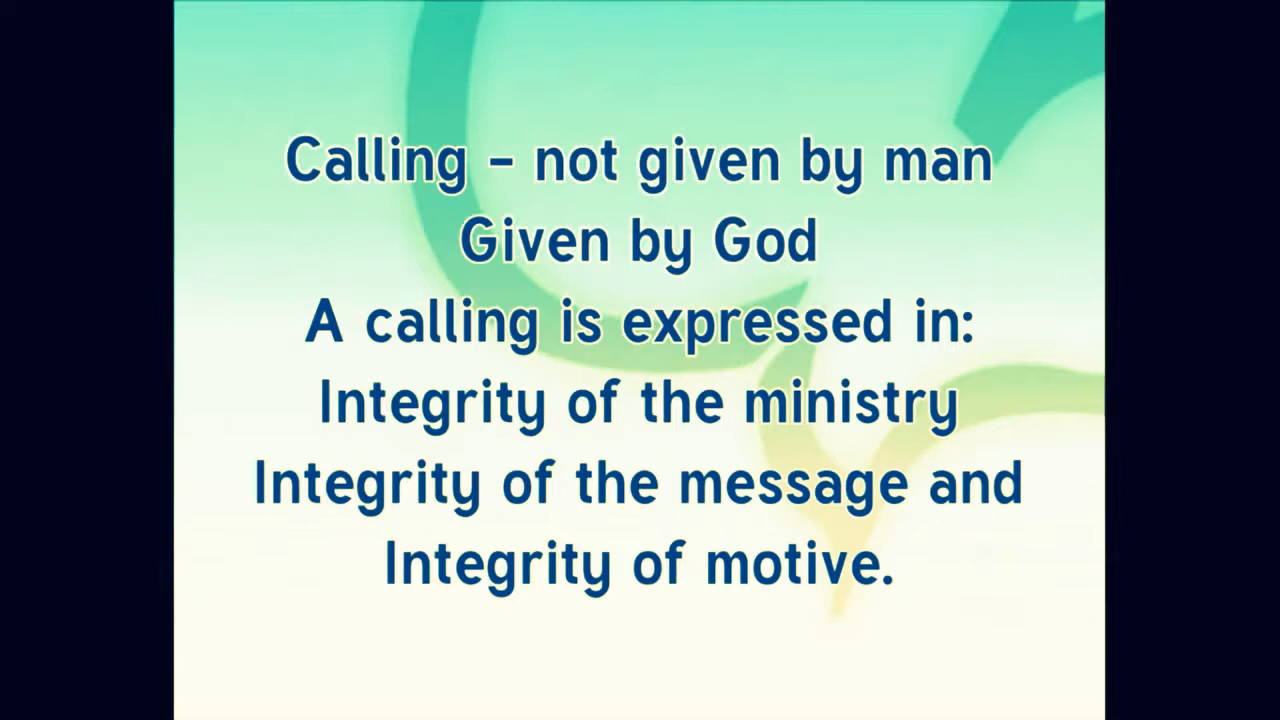 Calling – not given by man
Given by God
A calling is expressed in:
Integrity of the ministry
Integrity of the message and
Integrity of motive.